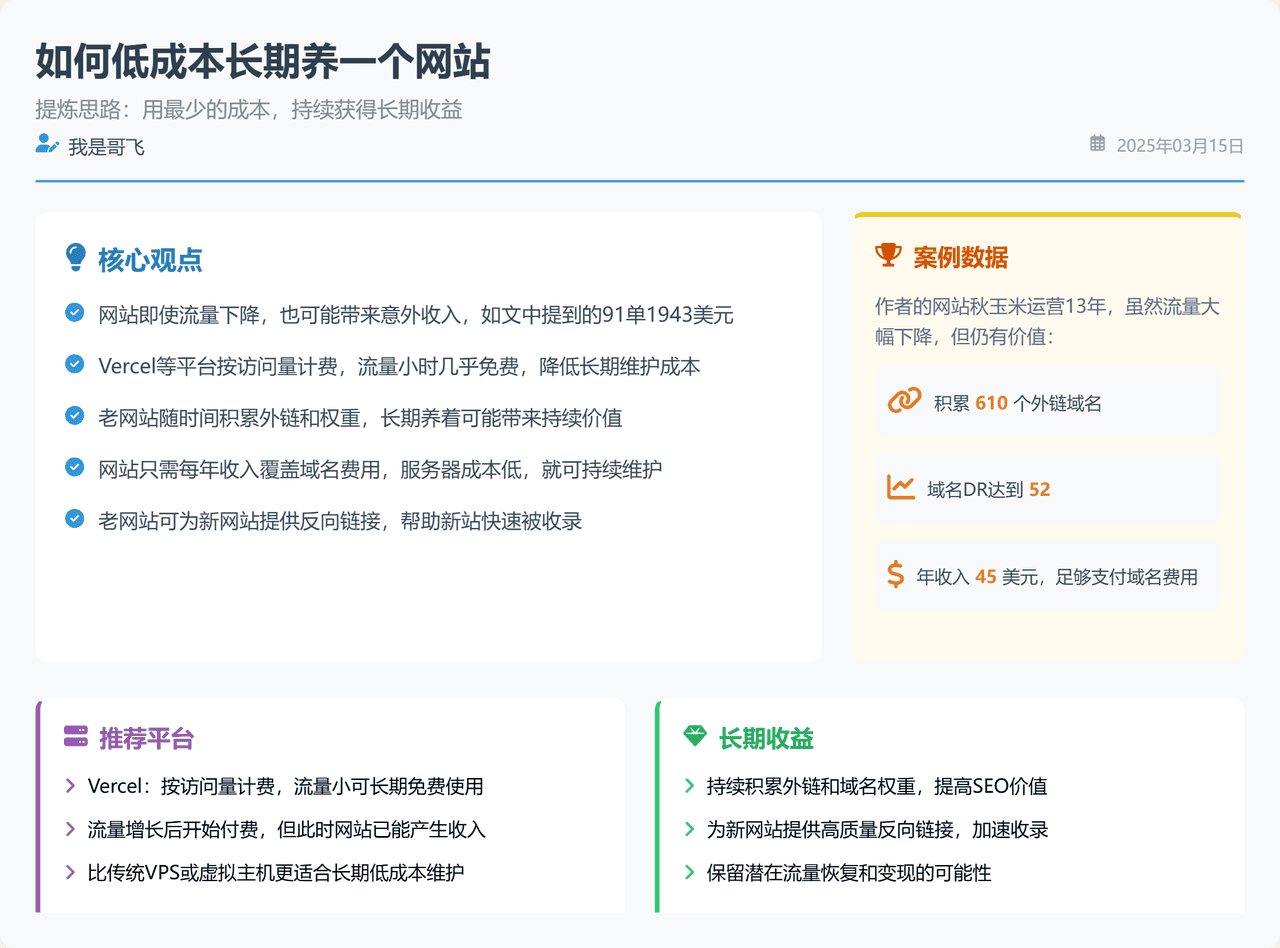 如何低成本长期养一个网站
提炼思路：用最少的成本，持续获得长期收益
我是哥飞
2025年03月15日
核心观点
网站即使流量下降，也可能带来意外收入，如文中提到的91单1943美元
Vercel等平台按访问量计费，流量小时几乎免费，降低长期维护成本
老网站随时间积累外链和权重，长期养着可能带来持续价值
网站只需每年收入覆盖域名费用，服务器成本低，就可持续维护
老网站可为新网站提供反向链接，帮助新站快速被收录
案例数据
作者的网站秋玉米运营13年，虽然流量大
幅下降，但仍有价值：
积累 610 个外链域名
域名DR达到 52
年收入 45 美元，足够支付域名费用
推荐平台
Vercel：按访问量计费，流量小可长期免费使用
流量增长后开始付费，但此时网站已能产生收入
比传统VPS或虚拟主机更适合长期低成本维护
长期收益
持续积累外链和域名权重，提高SEO价值
为新网站提供高质量反向链接，加速收录
保留潜在流量恢复和变现的可能性